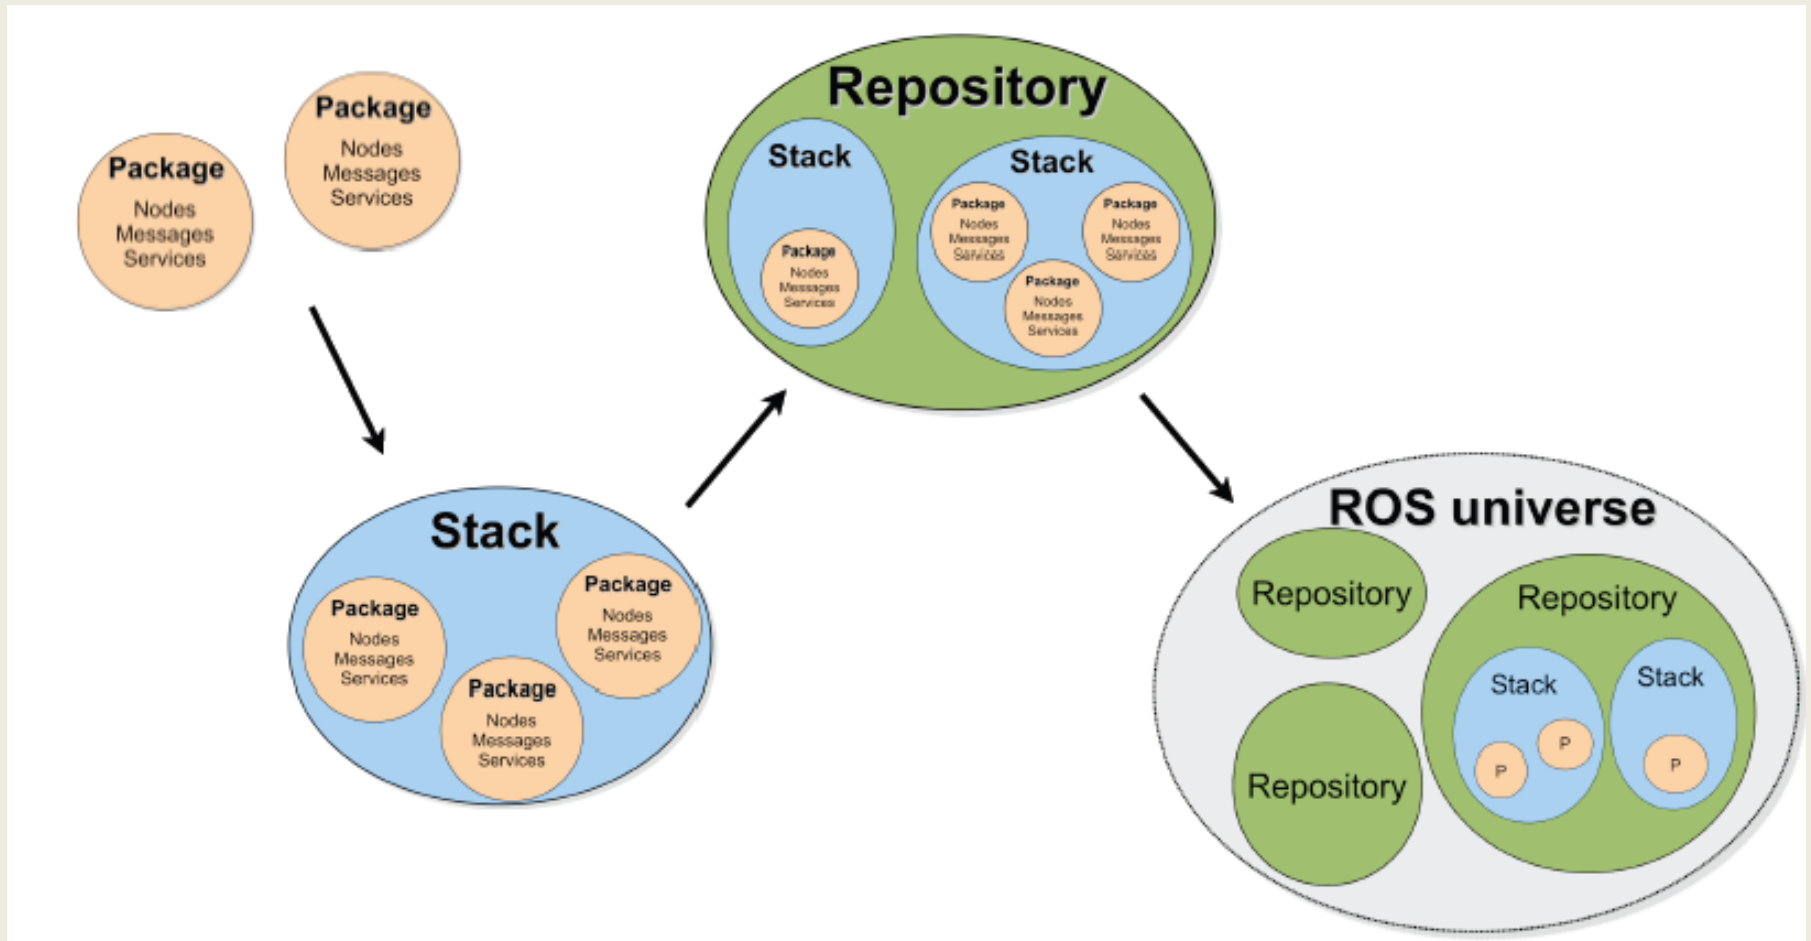 Package
Nodes
Messages
Services
Package
Nodes
Messages
Services
Stack
Package
Nodes
Messages
Services
Package
Nodes
Messages
Services
Package
Nodes
Messages
Services
Repository
Stack
Package
Nodes
Messages
Services
Stack
Package
Nodes
Messages
Services
Package
Nodes
Messages
Services
Package
Nodes
Messages
Services
ROS universe
Repository
Repository
Repository
Stack
P
P
Stack
P